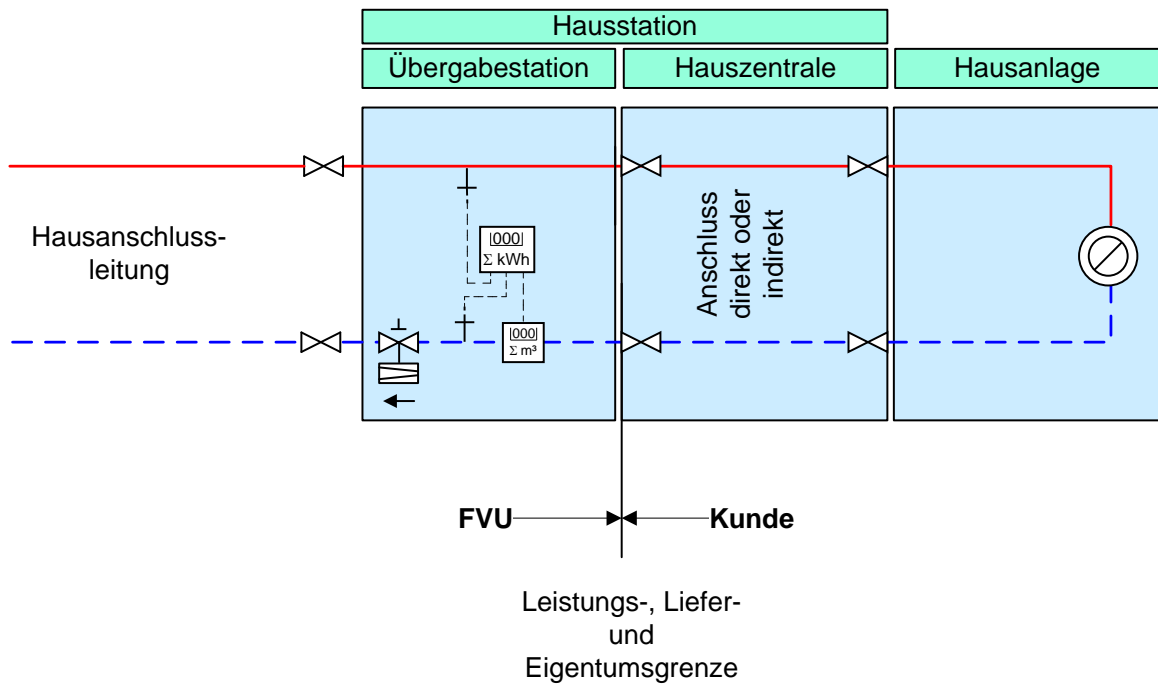 Hausstation
Übergabestation
Hauszentrale
Hausanlage
Hausanschluss-
leitung
000
Σ kWh
000
Σ m³
Anschluss
direkt oder
indirekt
FVU
Kunde
Leistungs-, Liefer-
und
Eigentumsgrenze